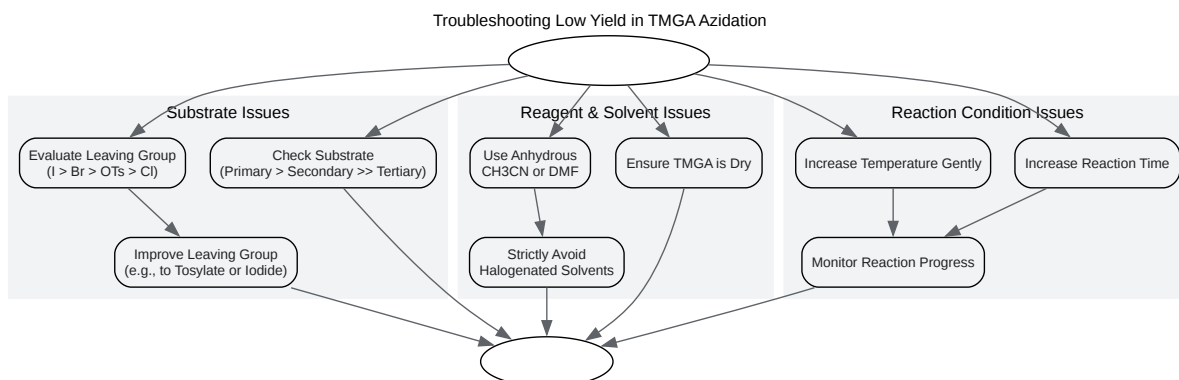 Troubleshooting Low Yield in TMGA Azidation
Substrate Issues
Reagent & Solvent Issues
Reaction Condition Issues
Evaluate Leaving Group
(I > Br > OTs > Cl)
Check Substrate
(Primary > Secondary >> Tertiary)
Use Anhydrous
CH3CN or DMF
Ensure TMGA is Dry
Increase Temperature Gently
Increase Reaction Time
Improve Leaving Group
(e.g., to Tosylate or Iodide)
Strictly Avoid
Halogenated Solvents
Monitor Reaction Progress